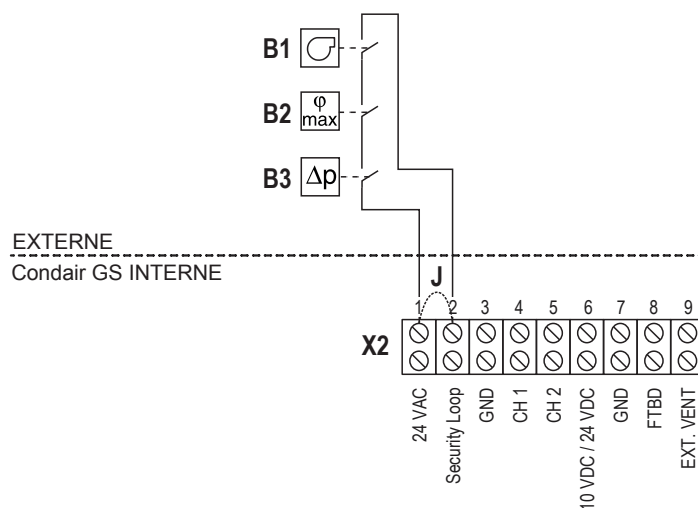 B1
B2
φ
max
B3
Δp
EXTERNE
Condair GS INTERNE
J
1 2 3 4 5 6 7 8 9
X2
24 VAC
Security Loop
GND
CH 1
CH 2
10 VDC / 24 VDC
GND
FTBD
EXT. VENT